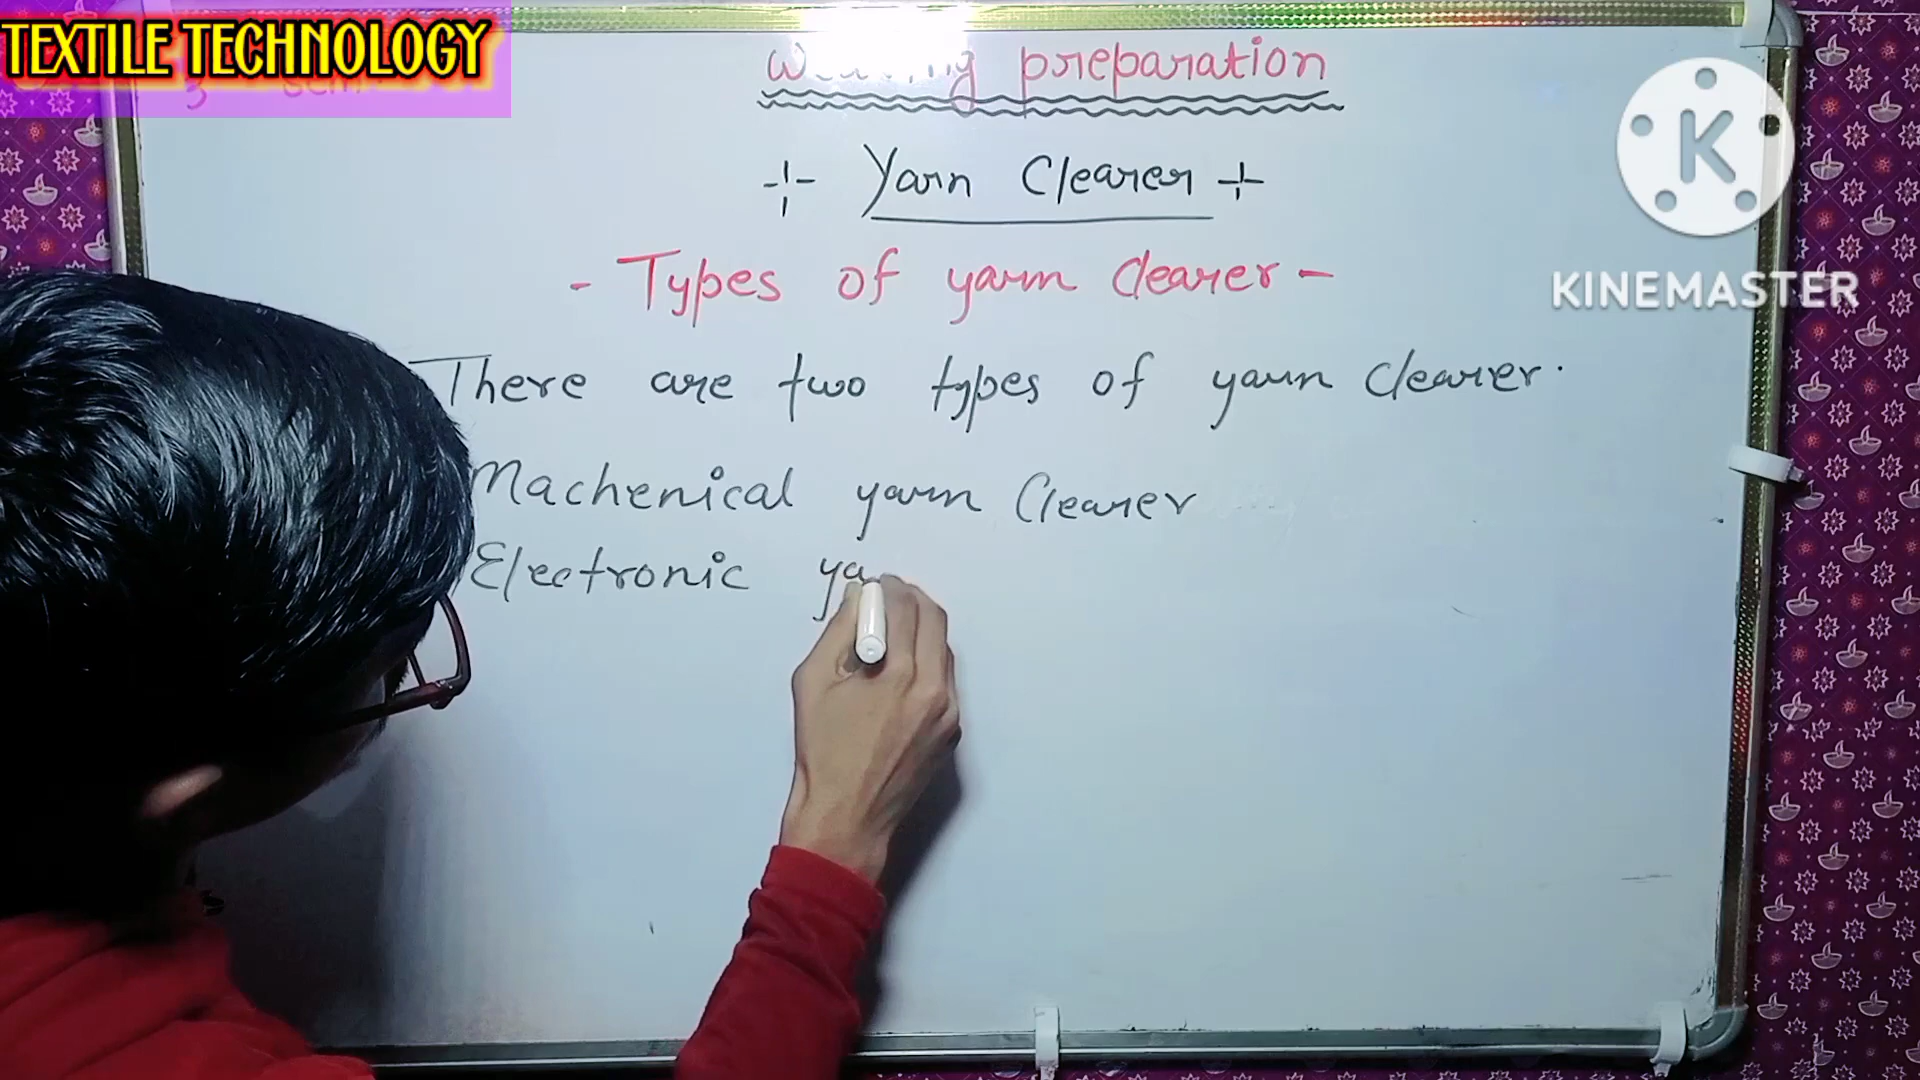 TEXTILE TECHNOLOGY
preparation
Yarn Clearer
- Types of yarn clearer -
There are two types of yarn clearer.
Machenical yarn Clearer
Electronic ya
K
KINEMASTER